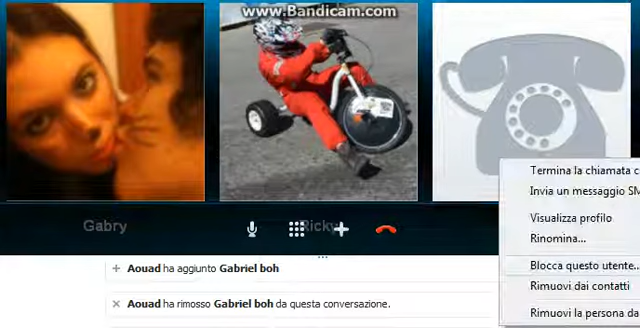 www.Bandicam.com
Gabry
Ricky
Termina la chiamata c
Invia un messaggio SM
Visualizza profilo
Rinomina...
Blocca questo utente...
Rimuovi dai contatti
Rimuovi la persona da
Aouad ha aggiunto Gabriel boh
Aouad ha rimosso Gabriel boh da questa conversazione.